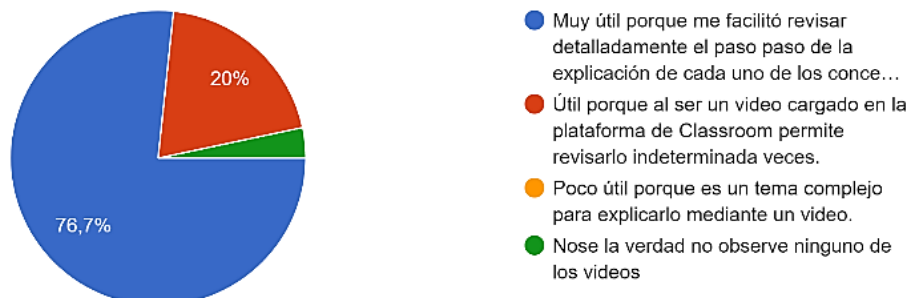 20%
76,7%
Muy útil porque me facilitó revisar
detalladamente el paso paso de la
explicación de cada uno de los conce…
Útil porque al ser un video cargado en la
plataforma de Classroom permite
revisarlo indeterminada veces.
Poco útil porque es un tema complejo
para explicarlo mediante un video.
Nose la verdad no observe ninguno de
los videos